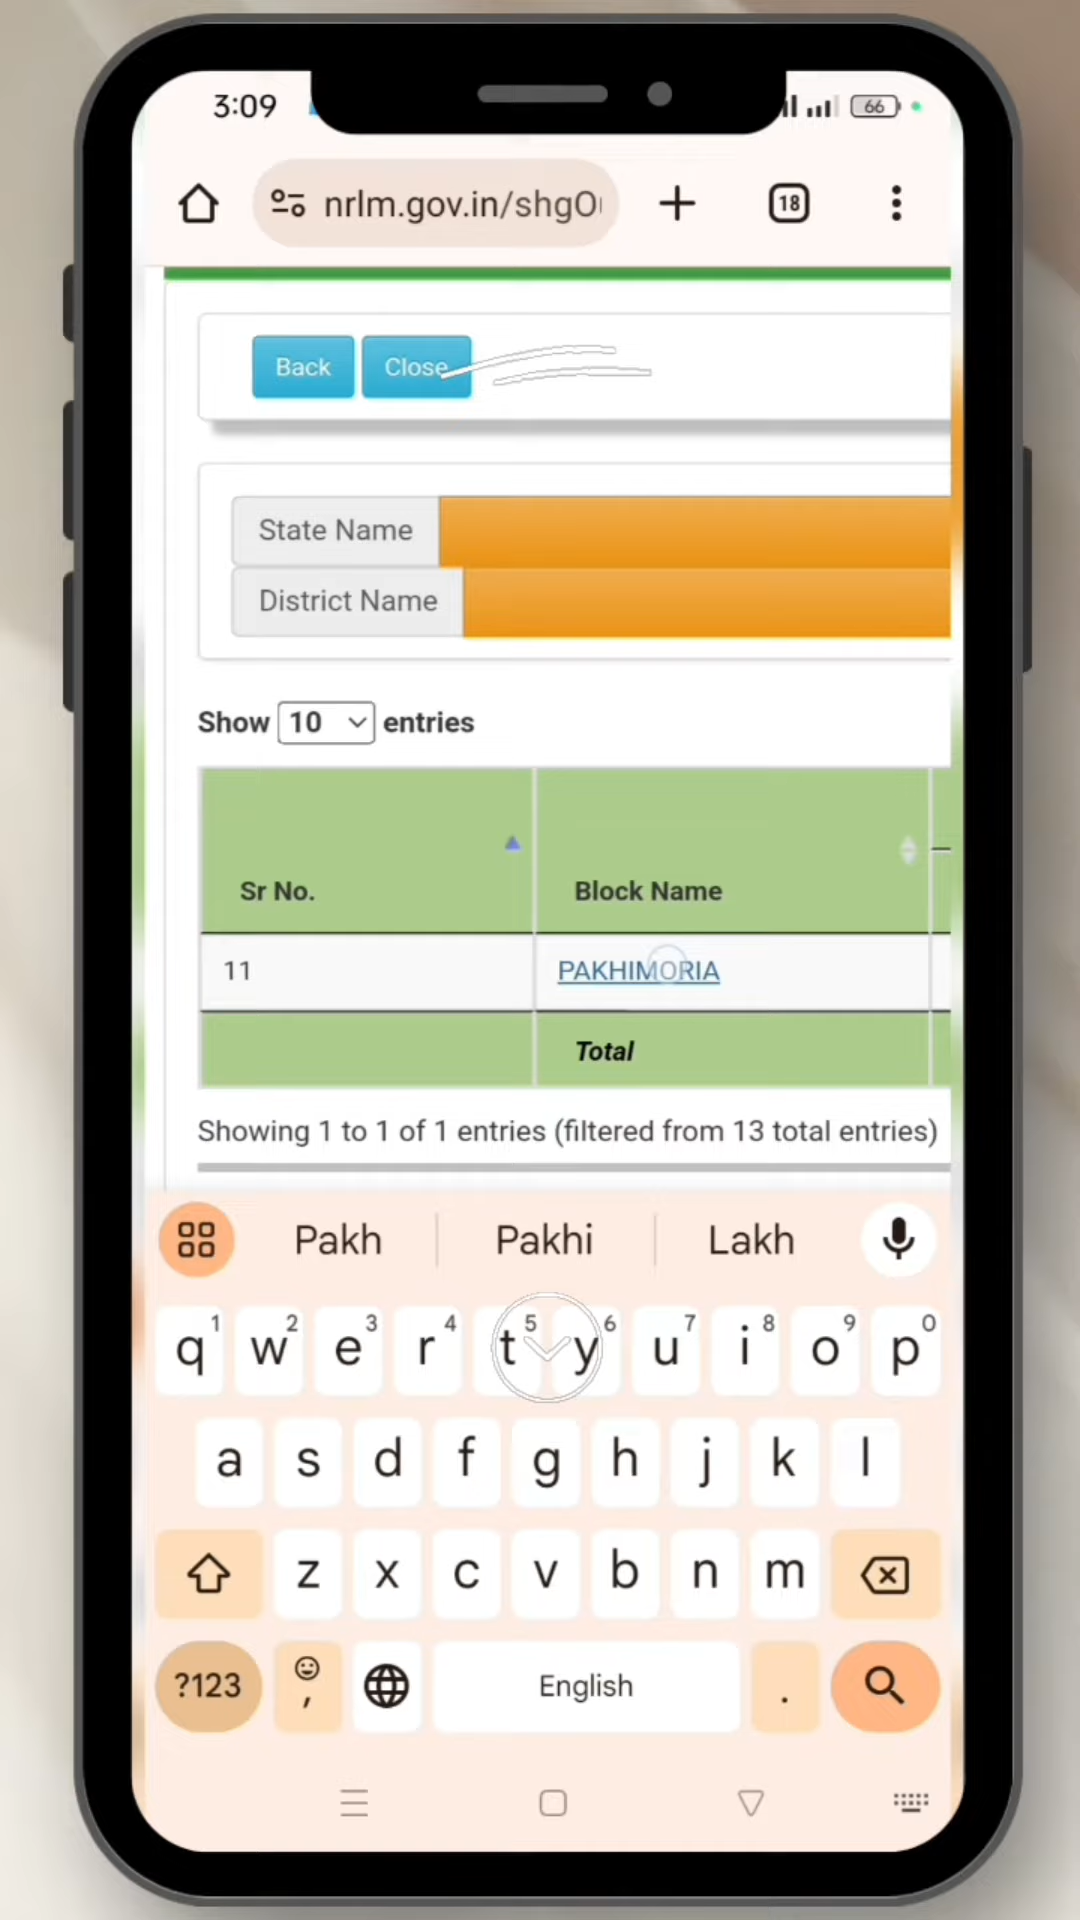 3:09
66
nrlm.gov.in/shgO
18
Back Close
State Name
District Name
Show 10 entries
Sr No. Block Name
11 PAKHIMORIA
Total
Showing 1 to 1 of 1 entries (filtered from 13 total entries)
Pakh Pakhi Lakh
q1 w2 e3 r4 t5 y6 u7 i8 o9 p0
a s d f g h j k l
z x c v b n m
?123 , English .